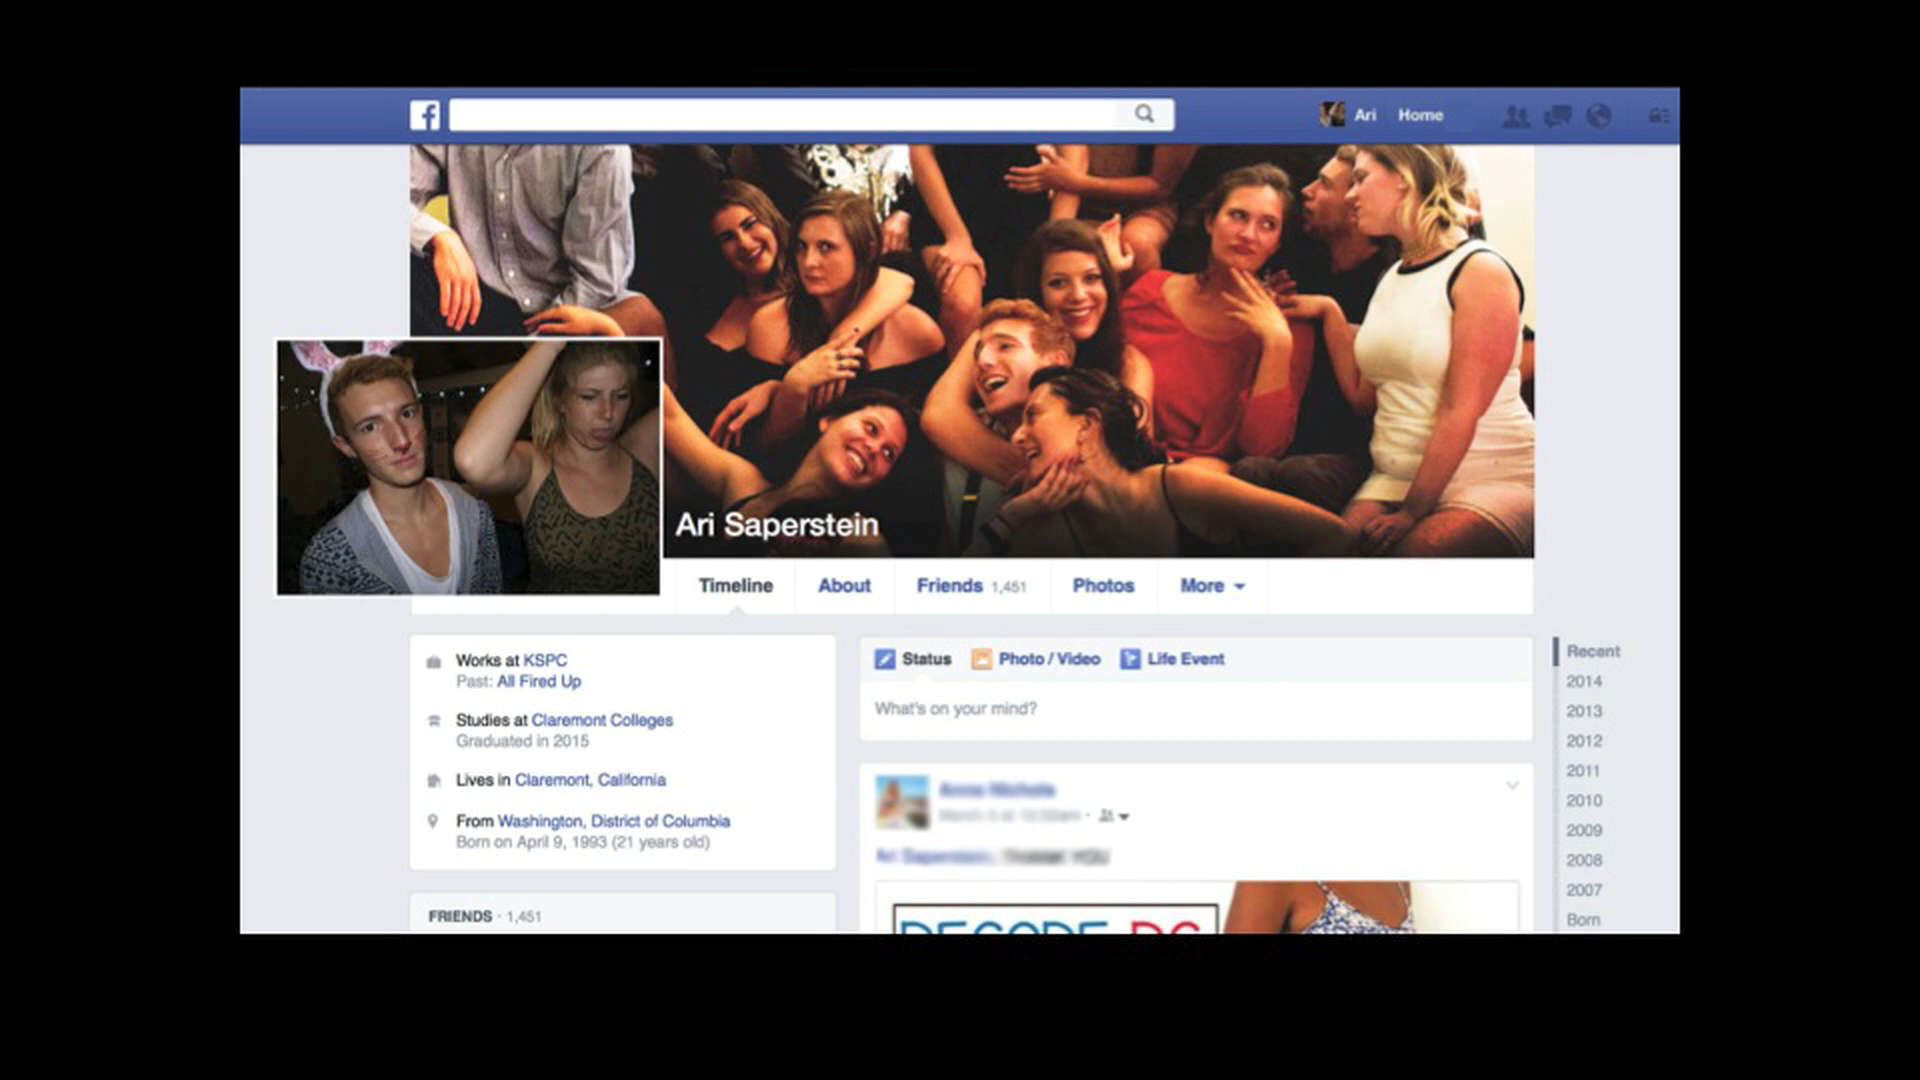 f
Ari Home
Ari Saperstein
Timeline About Friends 1,451 Photos More
Works at KSPC
Past: All Fired Up
Studies at Claremont Colleges
Graduated in 2015
Lives in Claremont, California
From Washington, District of Columbia
Born on April 9, 1993 (21 years old)
FRIENDS · 1,451
Status Photo / Video Life Event
What's on your mind?
DECODE DC
Recent
2014
2013
2012
2011
2010
2009
2008
2007
Born